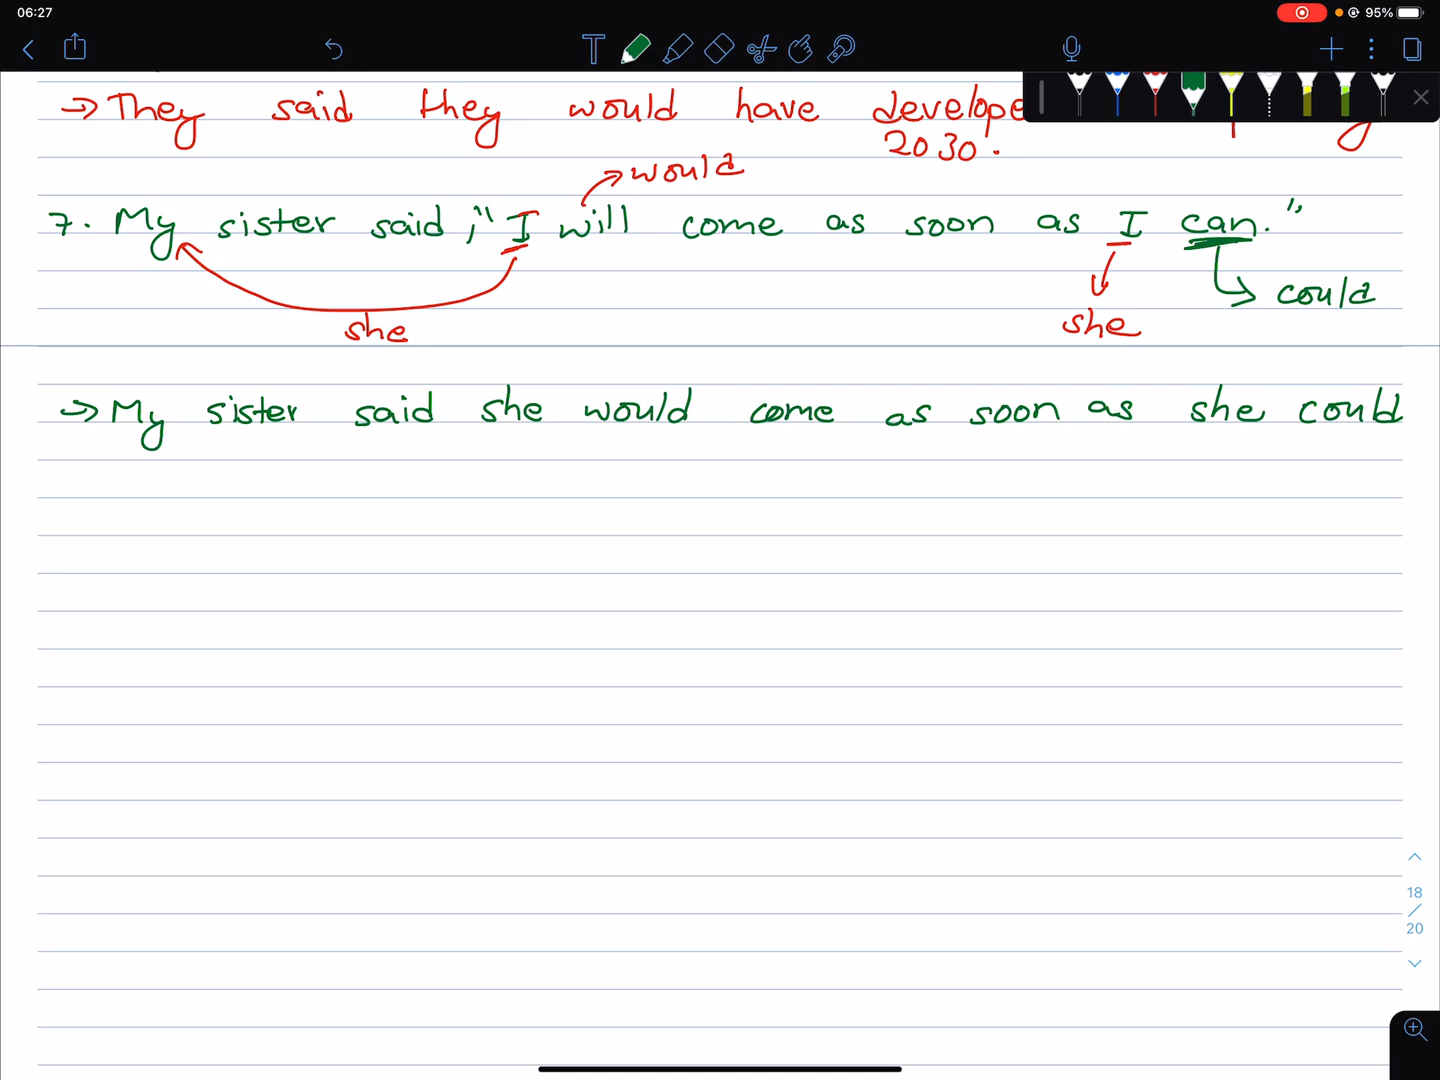 06:27
95%
→ They said they would have develope
2030.
→ would
7. My sister said, "I will come as soon as I can."
→ could
she
she
→ My sister said she would come as soon as she could
18
/
20